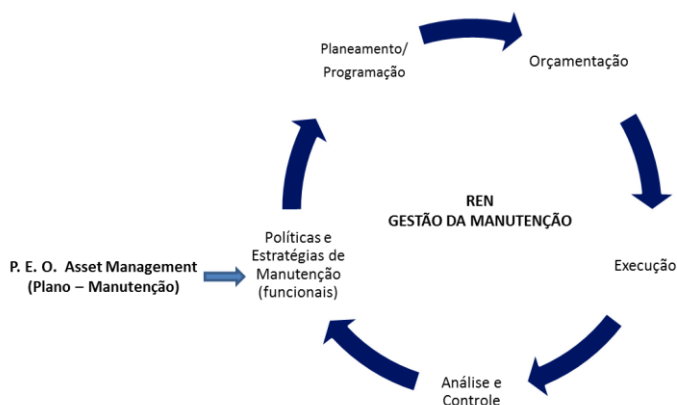 Planeamento/
Programação
Orçamentação
REN
GESTÃO DA MANUTENÇÃO
Políticas e
Estratégias de
Manutenção
(funcionais)
P. E. O. Asset Management
(Plano – Manutenção)
Execução
Análise e
Controle